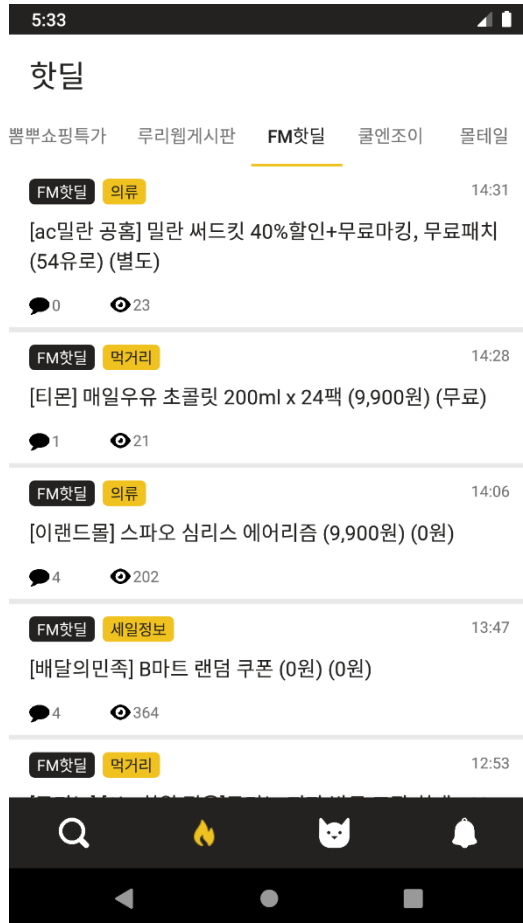 5:33
핫딜
뽐뿌쇼핑특가 루리웹게시판 FM핫딜 쿨엔조이 몰테일
FM핫딜 의류 14:31
[ac밀란 공홈] 밀란 써드킷 40%할인+무료마킹, 무료패치
(54유로) (별도)
0 23
FM핫딜 먹거리 14:28
[티몬] 매일우유 초콜릿 200ml x 24팩 (9,900원) (무료)
1 21
FM핫딜 의류 14:06
[이랜드몰] 스파오 심리스 에어리즘 (9,900원) (0원)
4 202
FM핫딜 세일정보 13:47
[배달의민족] B마트 랜덤 쿠폰 (0원) (0원)
4 364
FM핫딜 먹거리 12:53